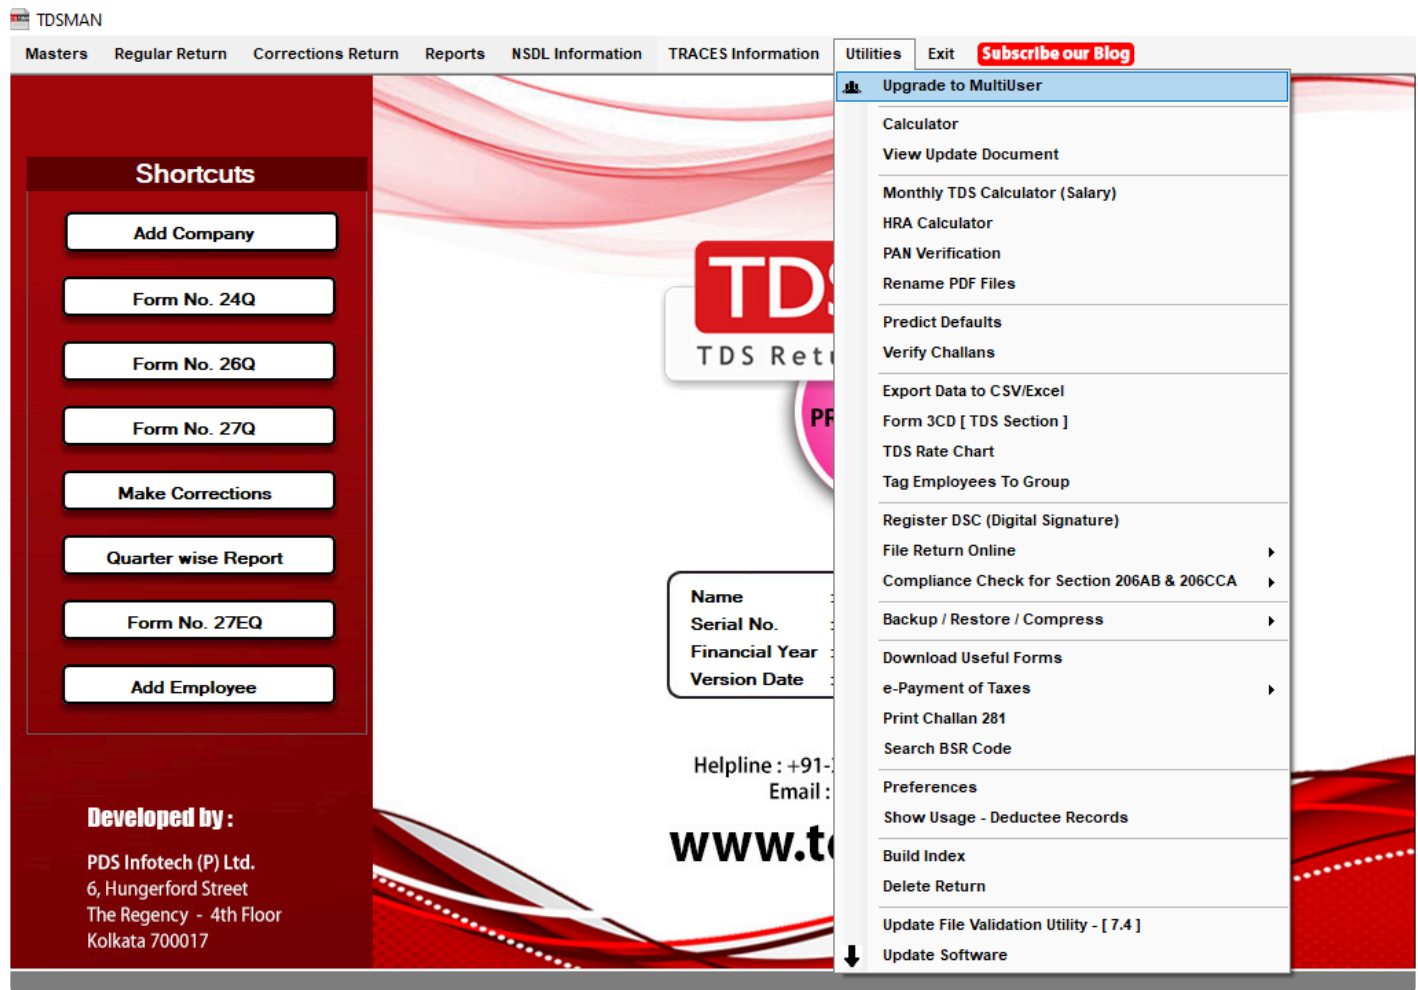 TDSMAN
Masters Regular Return Corrections Return Reports NSDL Information TRACES Information Utilities Exit Subscribe our Blog
Shortcuts
Add Company
Form No. 24Q
Form No. 26Q
Form No. 27Q
Make Corrections
Quarter wise Report
Form No. 27EQ
Add Employee
Developed by :
PDS Infotech (P) Ltd.
6, Hungerford Street
The Regency - 4th Floor
Kolkata 700017
TDS
TDS
Name :
Serial No. :
Financial Year :
Version Date :
Helpline : +91-
Email :
www.t
Upgrade to MultiUser
Calculator
View Update Document
Monthly TDS Calculator (Salary)
HRA Calculator
PAN Verification
Rename PDF Files
Predict Defaults
Verify Challans
Export Data to CSV/Excel
Form 3CD [ TDS Section ]
TDS Rate Chart
Tag Employees To Group
Register DSC (Digital Signature)
File Return Online
Compliance Check for Section 206AB & 206CCA
Backup / Restore / Compress
Download Useful Forms
e-Payment of Taxes
Print Challan 281
Search BSR Code
Preferences
Show Usage - Deductee Records
Build Index
Delete Return
Update File Validation Utility - [ 7.4 ]
Update Software